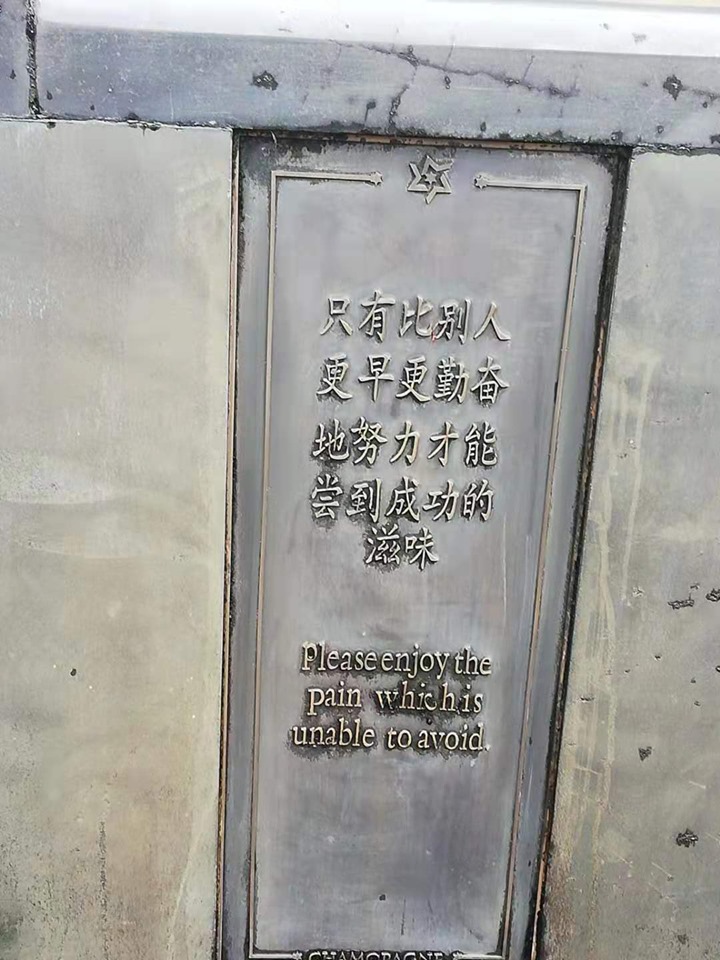 只有比别人
更早更勤奋
地努力才能
尝到成功的
滋味
Please enjoy the
pain which is
unable to avoid.
CHAMOPAGNE